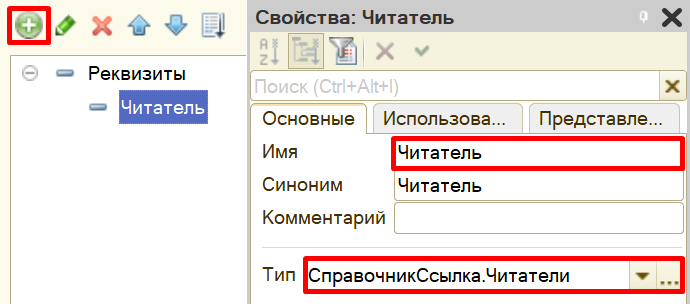 Реквизиты
Читатель
Свойства: Читатель
Поиск (Ctrl+Alt+I)
Основные Использова... Представле...
Имя Читатель
Синоним Читатель
Комментарий
Тип СправочникСсылка.Читатели ...